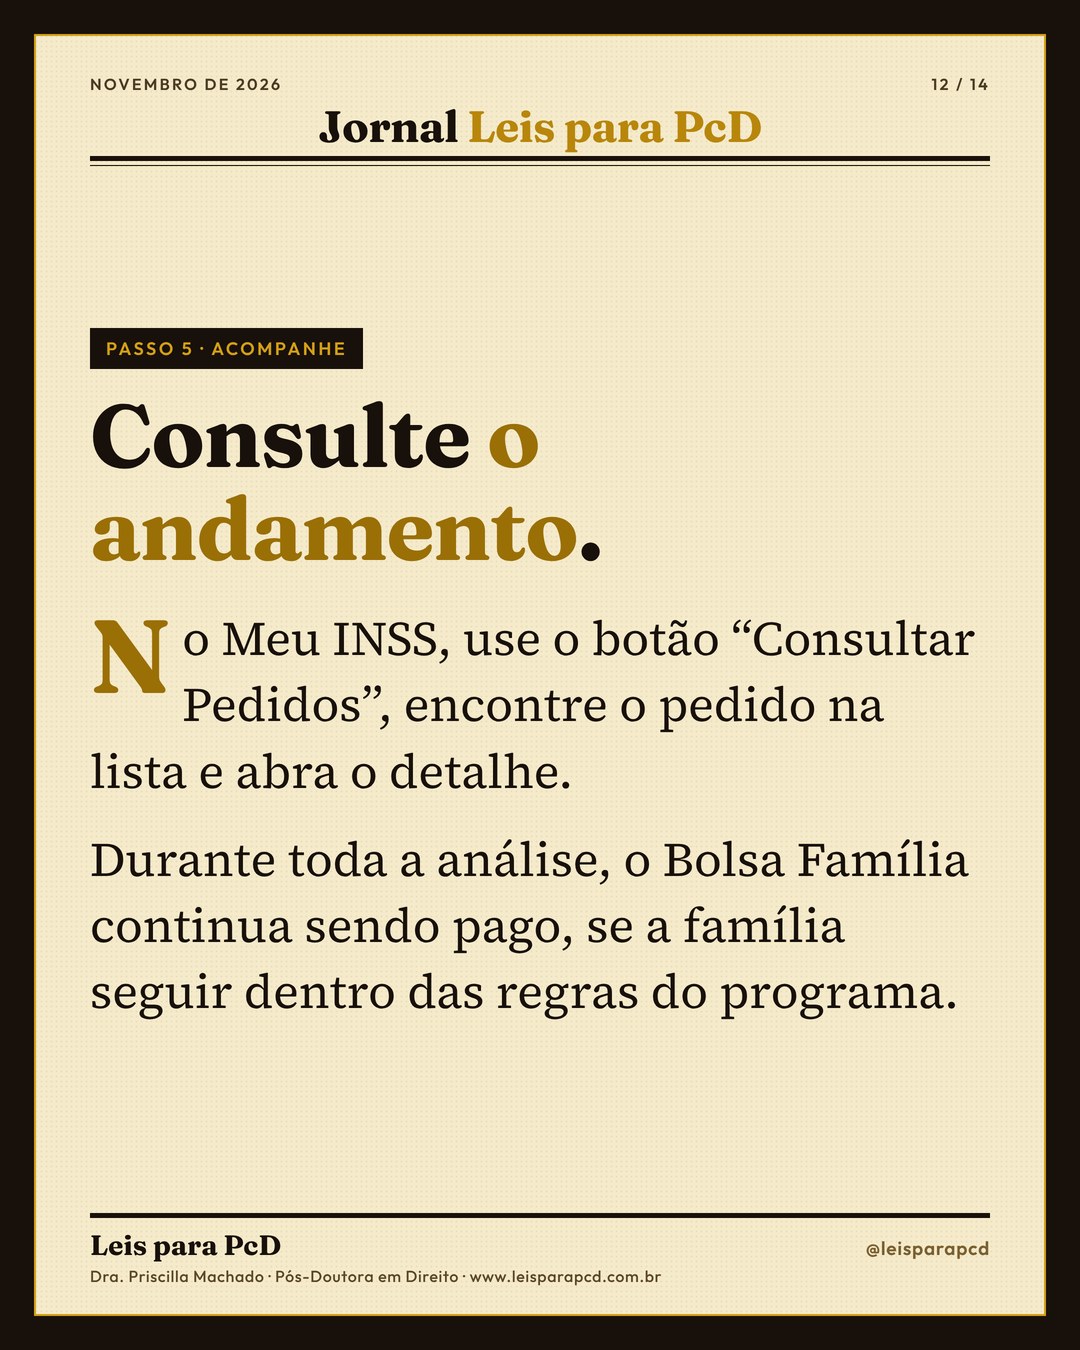 NOVEMBRO DE 2026
12 / 14
Jornal Leis para PcD
PASSO 5 · ACOMPANHE
Consulte o
andamento.
No Meu INSS, use o botão “Consultar
Pedidos”, encontre o pedido na
lista e abra o detalhe.
Durante toda a análise, o Bolsa Família
continua sendo pago, se a família
seguir dentro das regras do programa.
Leis para PcD
@leisparapcd
Dra. Priscilla Machado · Pós-Doutora em Direito · www.leisparapcd.com.br